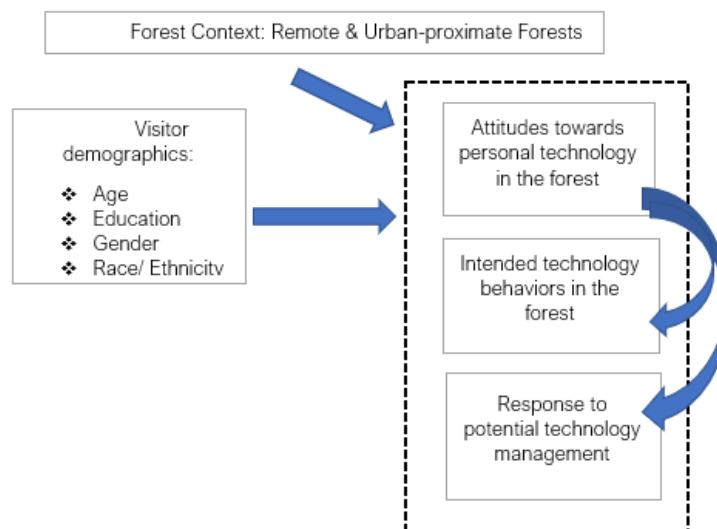 Forest Context: Remote & Urban-proximate Forests
Visitor
demographics:
❖ Age
❖ Education
❖ Gender
❖ Race/ Ethnicity
Attitudes towards
personal technology
in the forest
Intended technology
behaviors in the
forest
Response to
potential technology
management